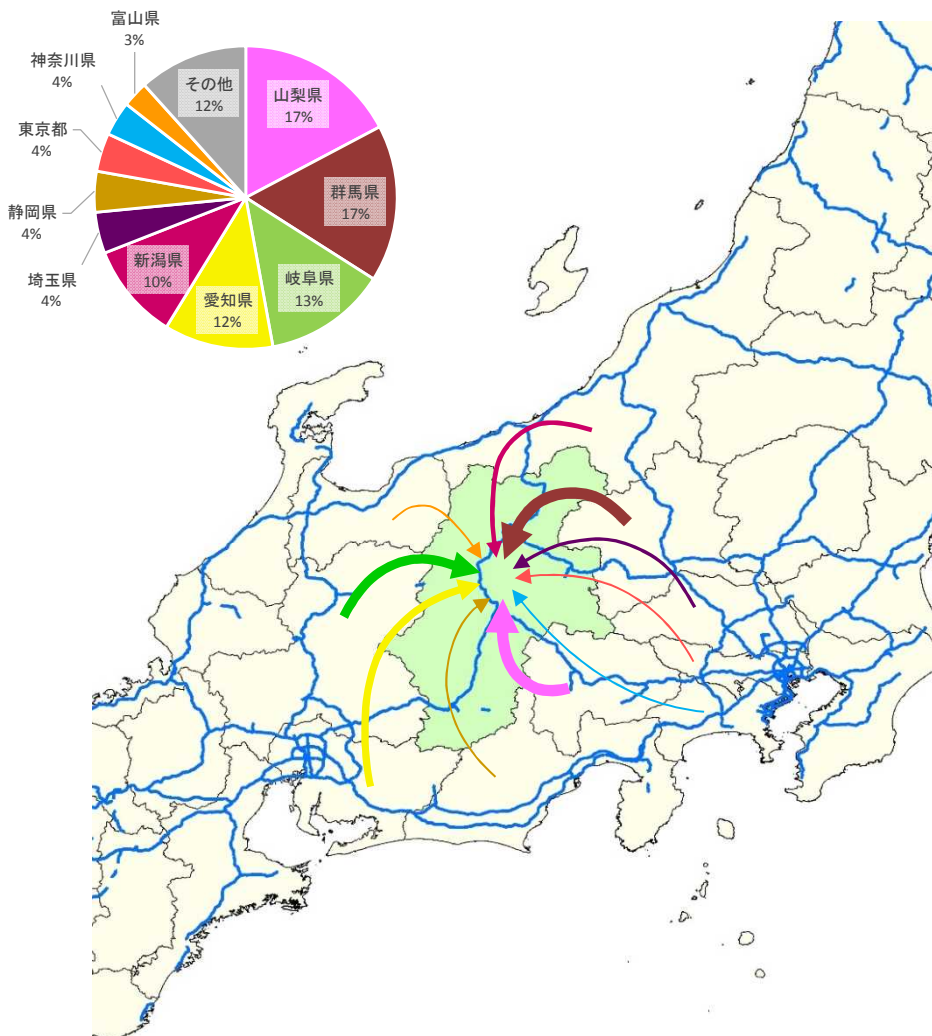 富山県
3%
神奈川県
4%
東京都
4%
静岡県
4%
埼玉県
4%
新潟県
10%
愛知県
12%
岐阜県
13%
群馬県
17%
山梨県
17%
その他
12%